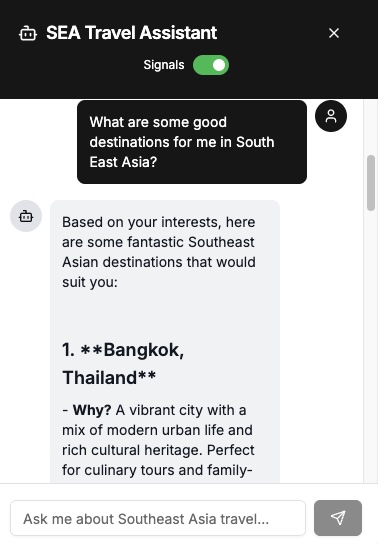 SEA Travel Assistant
Signals
What are some good
destinations for me in South
East Asia?
Based on your interests, here
are some fantastic Southeast
Asian destinations that would
suit you:
1. **Bangkok,
Thailand**
- Why? A vibrant city with a
mix of modern urban life and
rich cultural heritage. Perfect
for culinary tours and family-
Ask me about Southeast Asia travel...